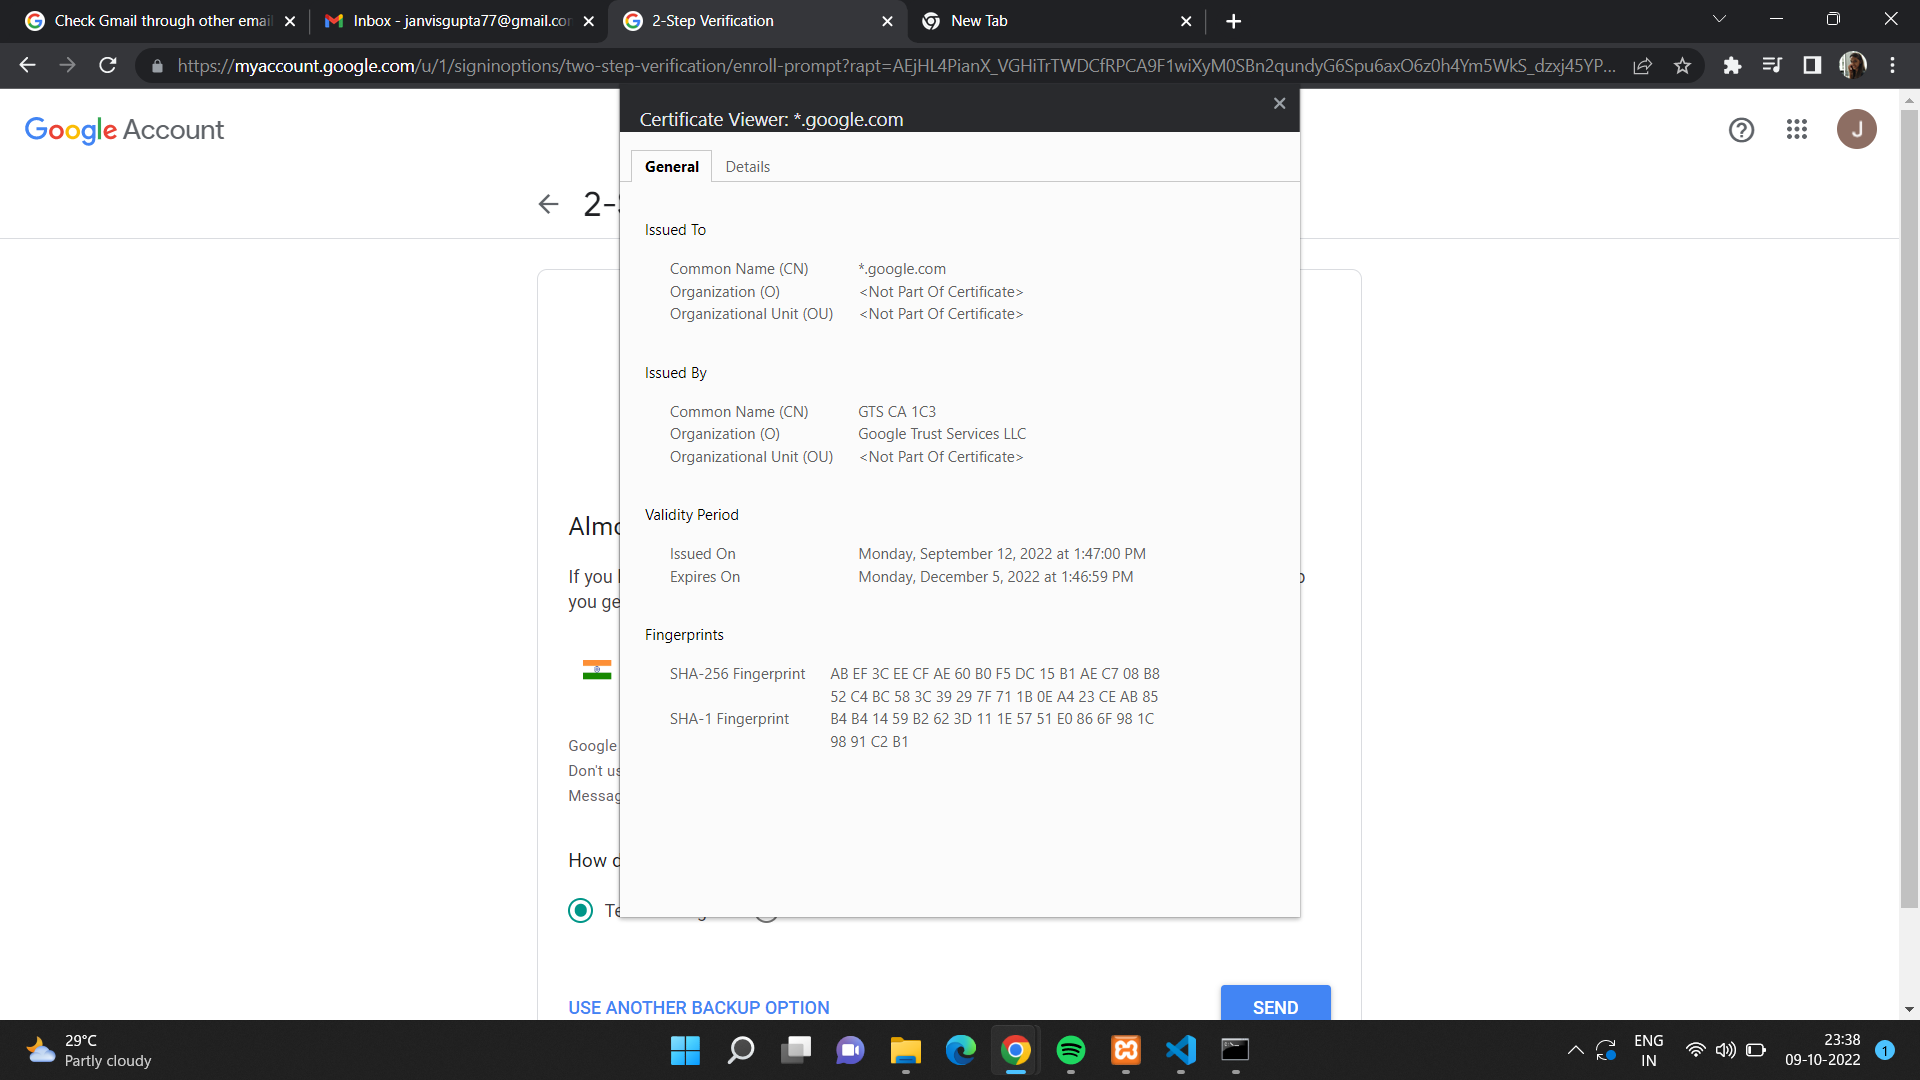 Check Gmail through other email
Inbox - janvisgupta77@gmail.com
2-Step Verification
New Tab
https://myaccount.google.com/u/1/signinoptions/two-step-verification/enroll-prompt?rapt=AEjHL4PianX_VGHiTrTWDCfRPCA9F1wiXyM0SBn2qundyG6Spu6axO6z0h4Ym5WkS_dzxj45YP...
Google Account
J
Certificate Viewer: *.google.com
General Details
2-S
Issued To
Common Name (CN) *.google.com
Organization (O) <Not Part Of Certificate>
Organizational Unit (OU) <Not Part Of Certificate>
Issued By
Common Name (CN) GTS CA 1C3
Organization (O) Google Trust Services LLC
Organizational Unit (OU) <Not Part Of Certificate>
Validity Period
Issued On Monday, September 12, 2022 at 1:47:00 PM
Expires On Monday, December 5, 2022 at 1:46:59 PM
Fingerprints
SHA-256 Fingerprint AB EF 3C EE CF AE 60 B0 F5 DC 15 B1 AE C7 08 B8
52 C4 BC 58 3C 39 29 7F 71 1B 0E A4 23 CE AB 85
SHA-1 Fingerprint B4 B4 14 59 B2 62 3D 11 1E 57 51 E0 86 6F 98 1C
98 91 C2 B1
Almo
If you
you ge
Google
Don't us
Messag
How d
Te
USE ANOTHER BACKUP OPTION
SEND
29°C
Partly cloudy
ENG
IN
23:38
09-10-2022
1